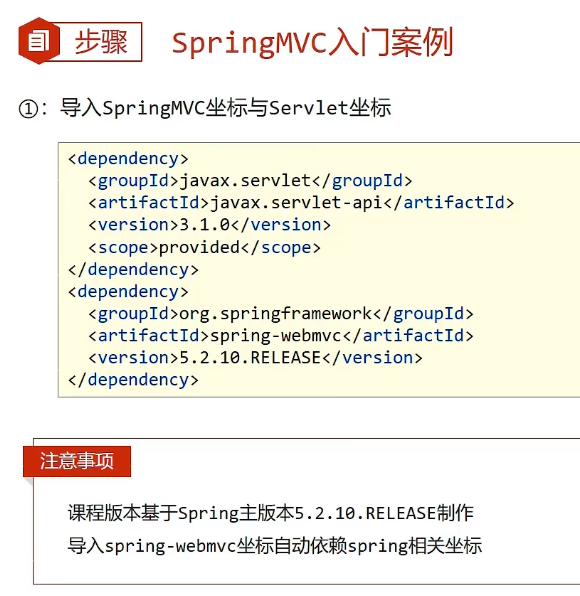 步骤 SpringMVC入门案例
①：导入SpringMVC坐标与Servlet坐标
<dependency>
  <groupId>javax.servlet</groupId>
  <artifactId>javax.servlet-api</artifactId>
  <version>3.1.0</version>
  <scope>provided</scope>
</dependency>
<dependency>
  <groupId>org.springframework</groupId>
  <artifactId>spring-webmvc</artifactId>
  <version>5.2.10.RELEASE</version>
</dependency>
注意事项
课程版本基于Spring主版本5.2.10.RELEASE制作
导入spring-webmvc坐标自动依赖spring相关坐标